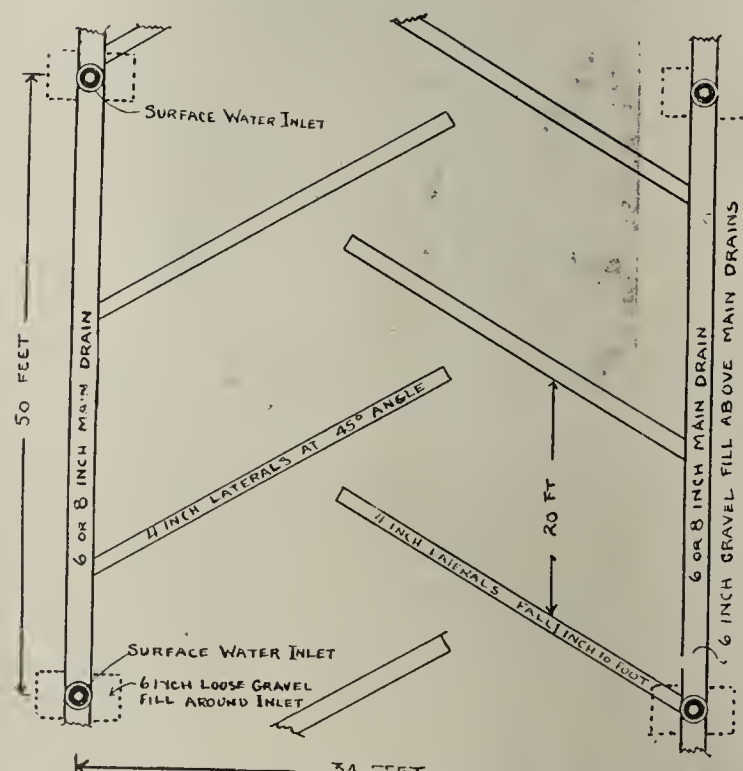 SURFACE WATER INLET
50 FEET
6 OR 8 INCH MAIN DRAIN
4 INCH LATERALS AT 45° ANGLE
20 FT
4 INCH LATERALS FALL 1 INCH TO FOOT
6 OR 8 INCH MAIN DRAIN
6 INCH GRAVEL FILL ABOVE MAIN DRAINS
SURFACE WATER INLET
6 INCH LOOSE GRAVEL
FILL AROUND INLET